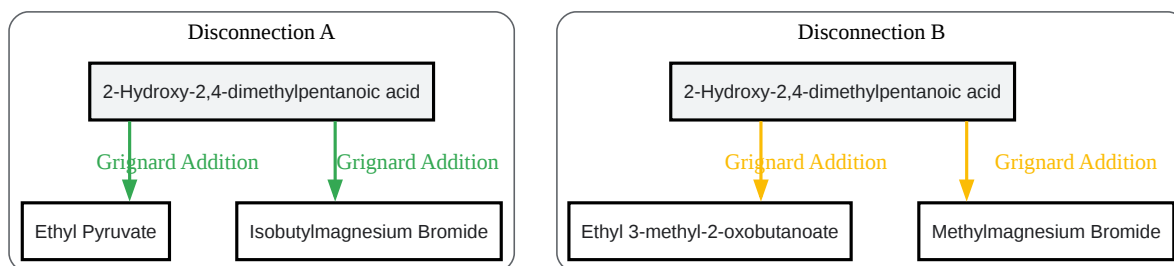 Disconnection A
2-Hydroxy-2,4-dimethylpentanoic acid
Grignard Addition
Grignard Addition
Ethyl Pyruvate
Isobutylmagnesium Bromide
Disconnection B
2-Hydroxy-2,4-dimethylpentanoic acid
Grignard Addition
Grignard Addition
Ethyl 3-methyl-2-oxobutanoate
Methylmagnesium Bromide